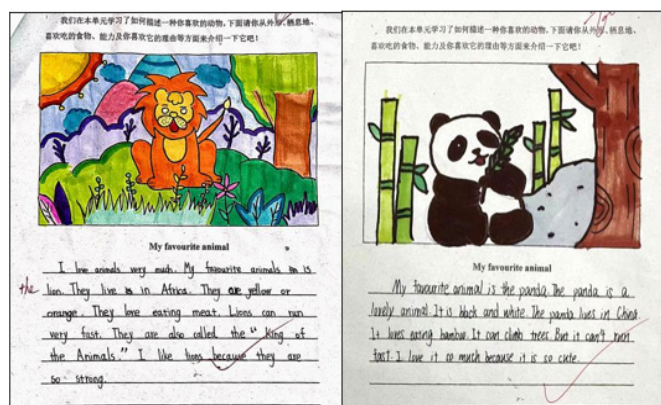 我们在本单元学习了如何描述一种你喜欢的动物,下面请你从外形、栖息地、
喜欢吃的食物、能力及你喜欢它的理由等方面来介绍一下它吧!
My favourite animal
I love animals very much. My favourite animals is
the lion. They live in Africa. They are yellow or
orange. They love eating meat. Lions can run
very fast. They are also called the "King of
the Animals." I like lions because they are
so strong.
我们在本单元学习了如何描述一种你喜欢的动物,下面请你从外形、栖息地、
喜欢吃的食物、能力及你喜欢它的理由等方面来介绍一下它吧!
My favourite animal
My favourite animal is the panda. The panda is a
lovely animal. It is black and white. The panda lives in China.
It loves eating bamboo. It can climb trees. But it can't run
fast. I love it so much because it is so cute.